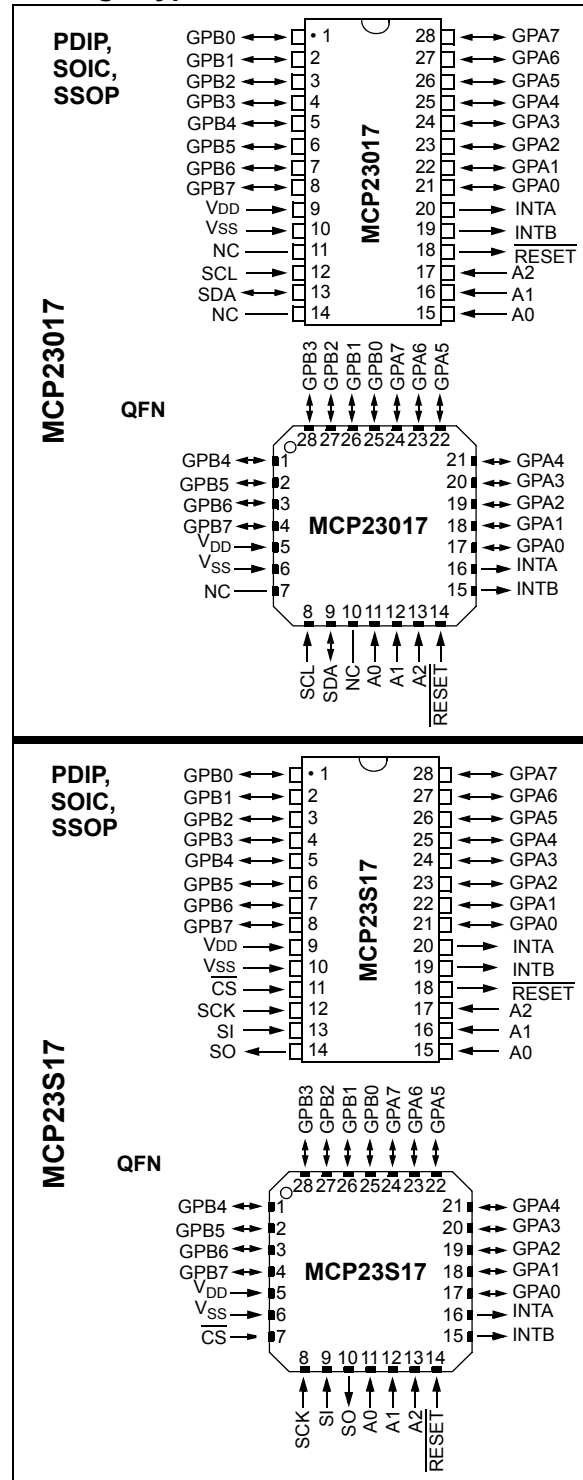 PDIP,
SOIC,
SSOP
GPB0 • 1 28 GPA7
GPB1 2 27 GPA6
GPB2 3 26 GPA5
GPB3 4 25 GPA4
GPB4 5 24 GPA3
GPB5 6 23 GPA2
GPB6 7 22 GPA1
GPB7 8 21 GPA0
VDD 9 20 INTA
VSS 10 19 INTB
NC 11 18 RESET
SCL 12 17 A2
SDA 13 16 A1
NC 14 15 A0
MCP23017
MCP23017
QFN
GPB3 GPB2 GPB1 GPB0 GPA7 GPA6 GPA5
28 27 26 25 24 23 22
GPB4 1 21 GPA4
GPB5 2 20 GPA3
GPB6 3 19 GPA2
GPB7 4 MCP23017 18 GPA1
VDD 5 17 GPA0
VSS 6 16 INTA
NC 7 15 INTB
8 9 10 11 12 13 14
SCL SDA NC A0 A1 A2 RESET
PDIP,
SOIC,
SSOP
GPB0 • 1 28 GPA7
GPB1 2 27 GPA6
GPB2 3 26 GPA5
GPB3 4 25 GPA4
GPB4 5 24 GPA3
GPB5 6 23 GPA2
GPB6 7 22 GPA1
GPB7 8 21 GPA0
VDD 9 20 INTA
VSS 10 19 INTB
CS 11 18 RESET
SCK 12 17 A2
SI 13 16 A1
SO 14 15 A0
MCP23S17
MCP23S17
QFN
GPB3 GPB2 GPB1 GPB0 GPA7 GPA6 GPA5
28 27 26 25 24 23 22
GPB4 1 21 GPA4
GPB5 2 20 GPA3
GPB6 3 19 GPA2
GPB7 4 MCP23S17 18 GPA1
VDD 5 17 GPA0
VSS 6 16 INTA
CS 7 15 INTB
8 9 10 11 12 13 14
SCK SI SO A0 A1 A2 RESET